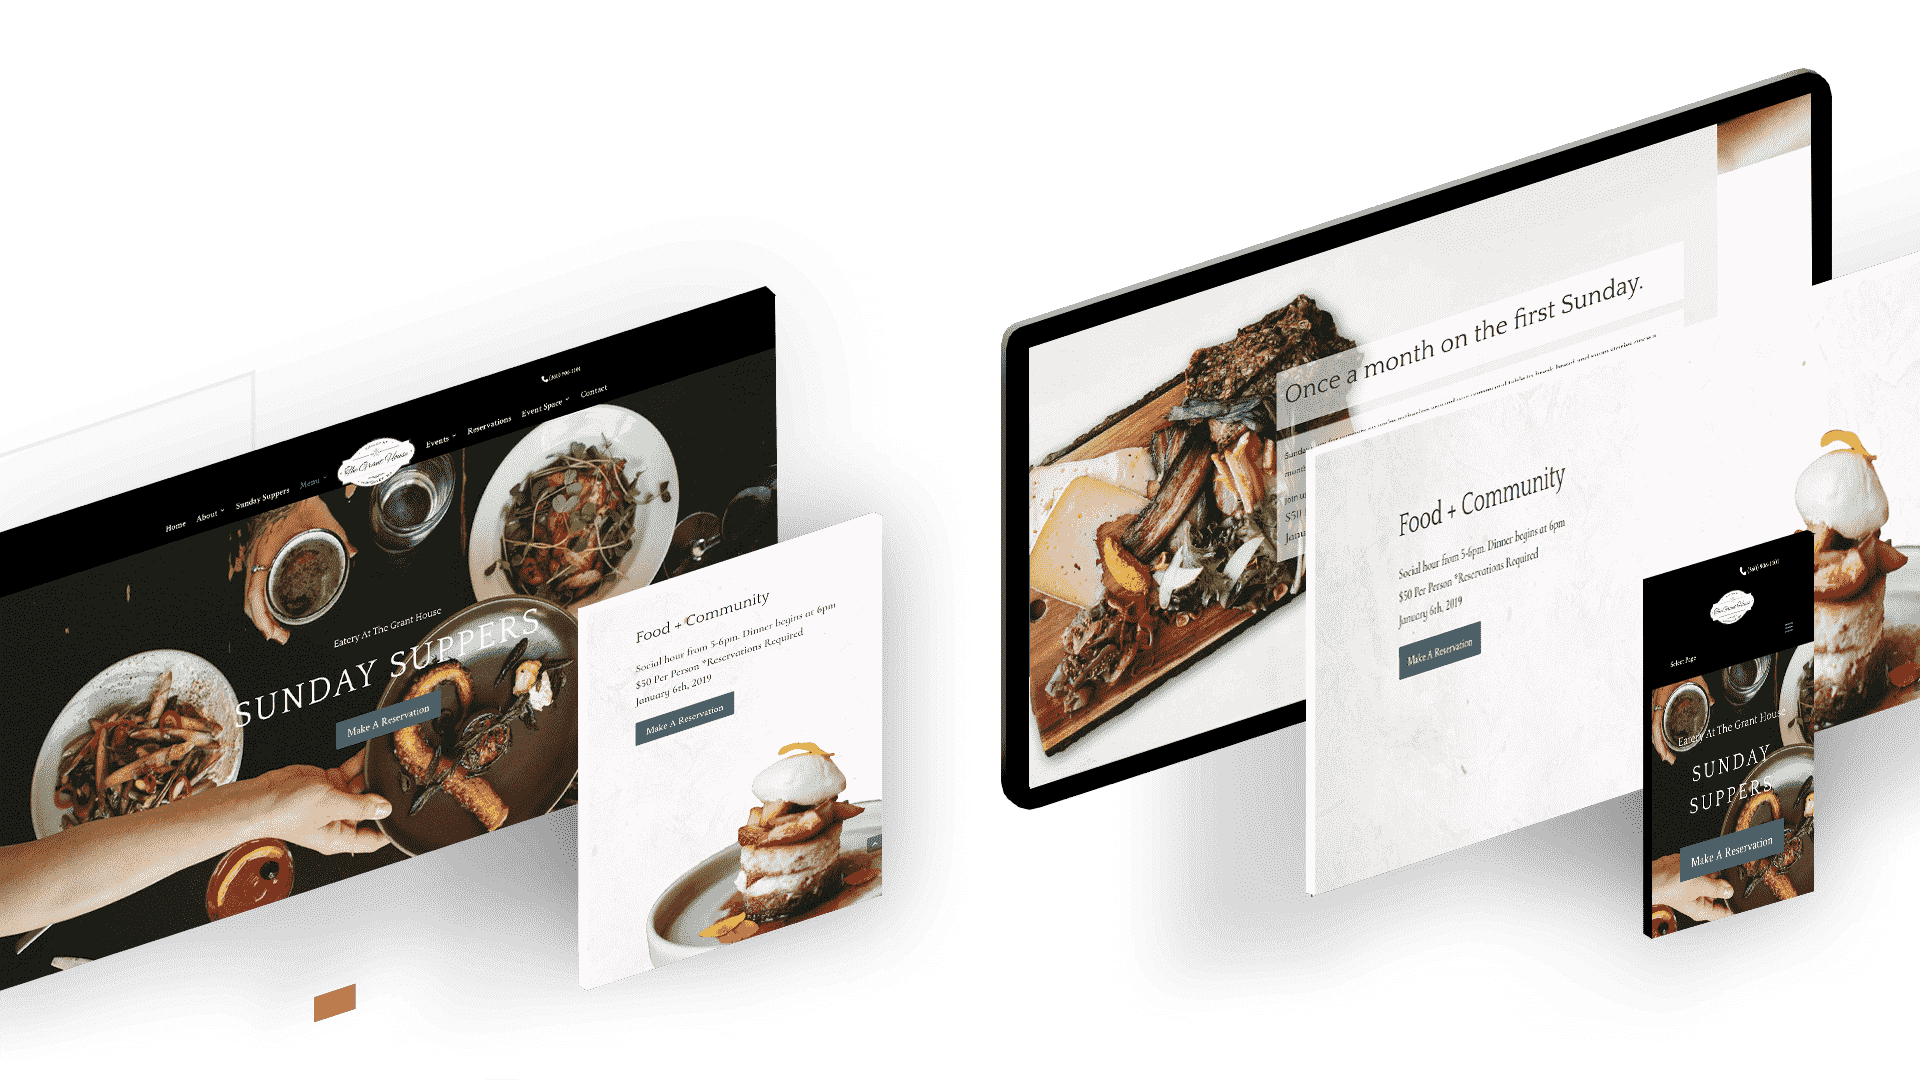 Home
About
Sunday Suppers
Menu
The Grant House
Events
Reservations
Event Space
Contact
Eatery At The Grant House
SUNDAY SUPPERS
Make A Reservation
Food + Community
Social hour from 5-6pm. Dinner begins at 6pm
$50 Per Person *Reservations Required
January 6th, 2019
Make A Reservation
Once a month on the first Sunday.
Food + Community
Social hour from 5-6pm. Dinner begins at 6pm
$50 Per Person *Reservations Required
January 6th, 2019
Make A Reservation
The Grant House
Select Page
Eatery At The Grant House
SUNDAY
SUPPERS
Make A Reservation